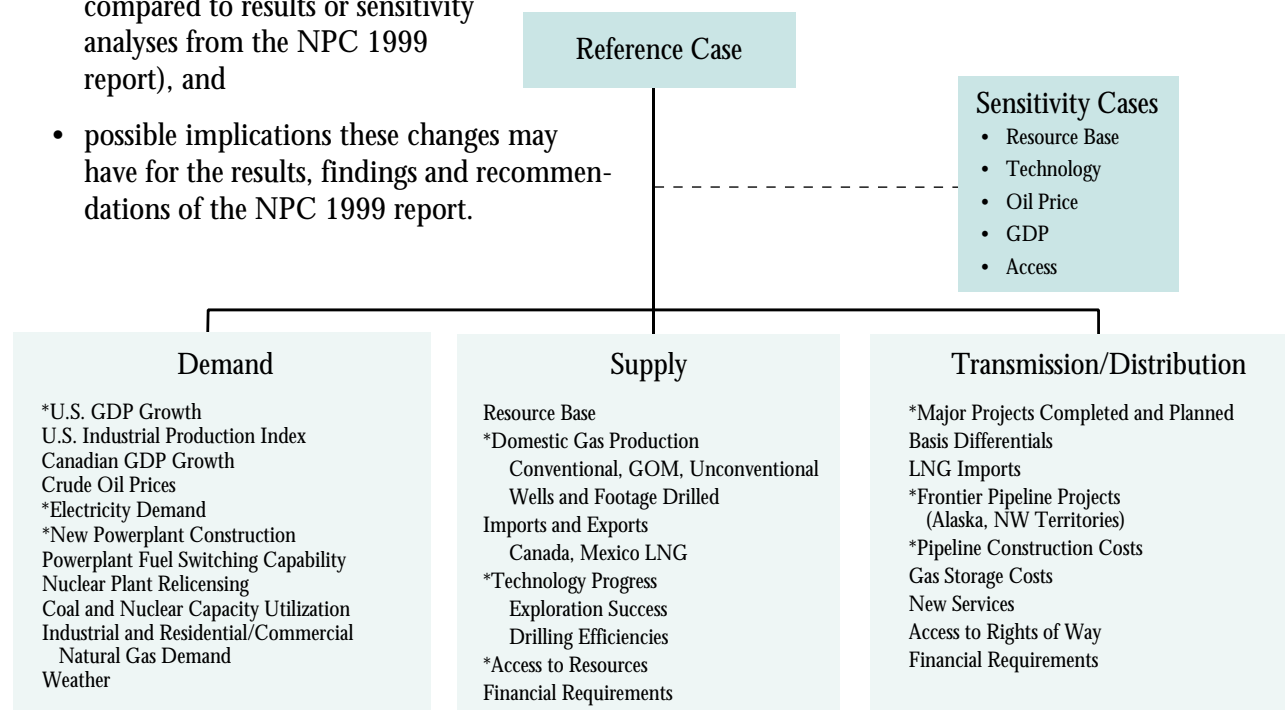 compared to results or sensitivity
analyses from the NPC 1999
report), and
• possible implications these changes may
have for the results, findings and recommen-
dations of the NPC 1999 report.
Reference Case
Sensitivity Cases
• Resource Base
• Technology
• Oil Price
• GDP
• Access
Demand
*U.S. GDP Growth
U.S. Industrial Production Index
Canadian GDP Growth
Crude Oil Prices
*Electricity Demand
*New Powerplant Construction
Powerplant Fuel Switching Capability
Nuclear Plant Relicensing
Coal and Nuclear Capacity Utilization
Industrial and Residential/Commercial
Natural Gas Demand
Weather
Supply
Resource Base
*Domestic Gas Production
Conventional, GOM, Unconventional
Wells and Footage Drilled
Imports and Exports
Canada, Mexico LNG
*Technology Progress
Exploration Success
Drilling Efficiencies
*Access to Resources
Financial Requirements
Transmission/Distribution
*Major Projects Completed and Planned
Basis Differentials
LNG Imports
*Frontier Pipeline Projects
(Alaska, NW Territories)
*Pipeline Construction Costs
Gas Storage Costs
New Services
Access to Rights of Way
Financial Requirements